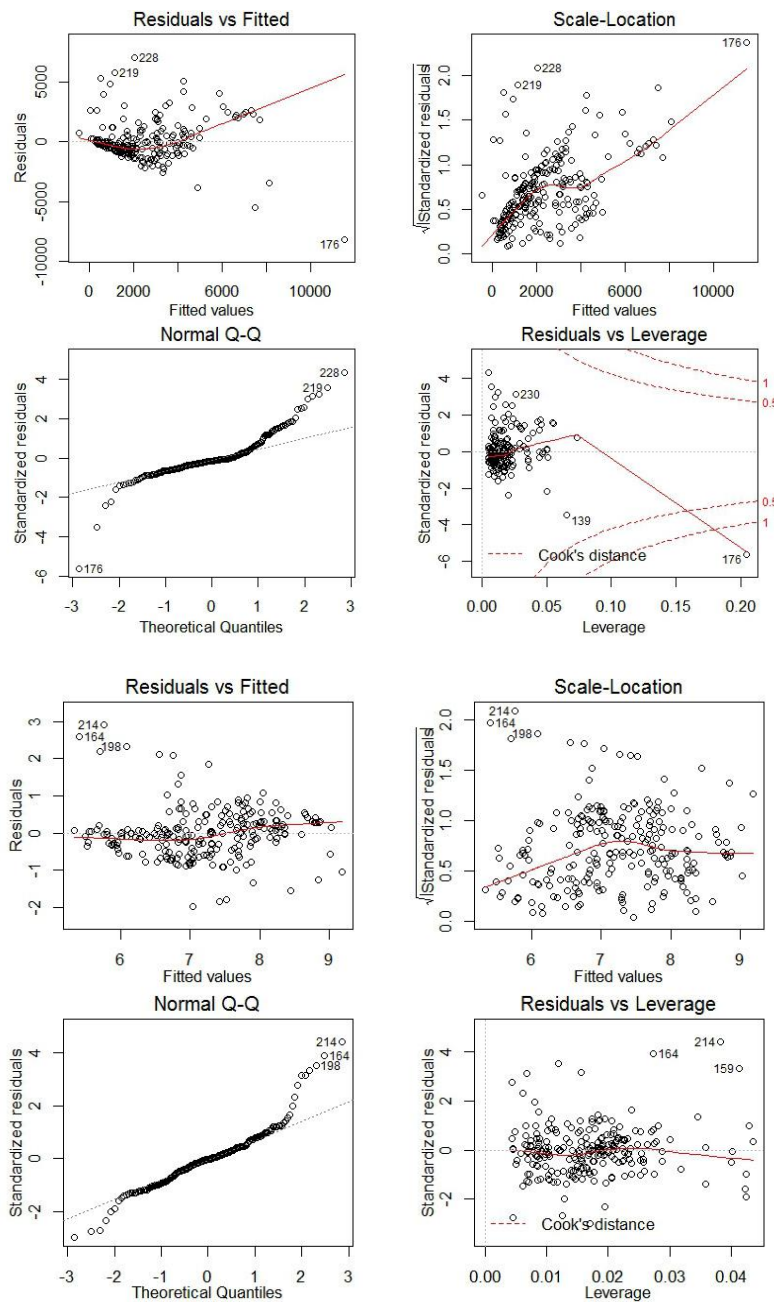 Residuals vs Fitted
Residuals
5000
0
-5000
-10000
228
219
176
0 2000 6000 10000
Fitted values
Scale-Location
√|Standardized residuals|
2.0
1.5
1.0
0.5
0.0
176
228
219
0 2000 6000 10000
Fitted values
Normal Q-Q
Standardized residuals
4
2
0
-2
-4
-6
228
219
176
-3 -2 -1 0 1 2 3
Theoretical Quantiles
Residuals vs Leverage
Standardized residuals
4
2
0
-2
-4
-6
230
139
176
1
0.5
0.5
1
Cook's distance
0.00 0.05 0.10 0.15 0.20
Leverage
Residuals vs Fitted
Residuals
3
2
1
0
-1
-2
214
164
198
6 7 8 9
Fitted values
Scale-Location
√|Standardized residuals|
2.0
1.5
1.0
0.5
0.0
214
164
198
6 7 8 9
Fitted values
Normal Q-Q
Standardized residuals
4
2
0
-2
214
164
198
-3 -2 -1 0 1 2 3
Theoretical Quantiles
Residuals vs Leverage
Standardized residuals
4
2
0
-2
214
164
159
Cook's distance
0.00 0.01 0.02 0.03 0.04
Leverage